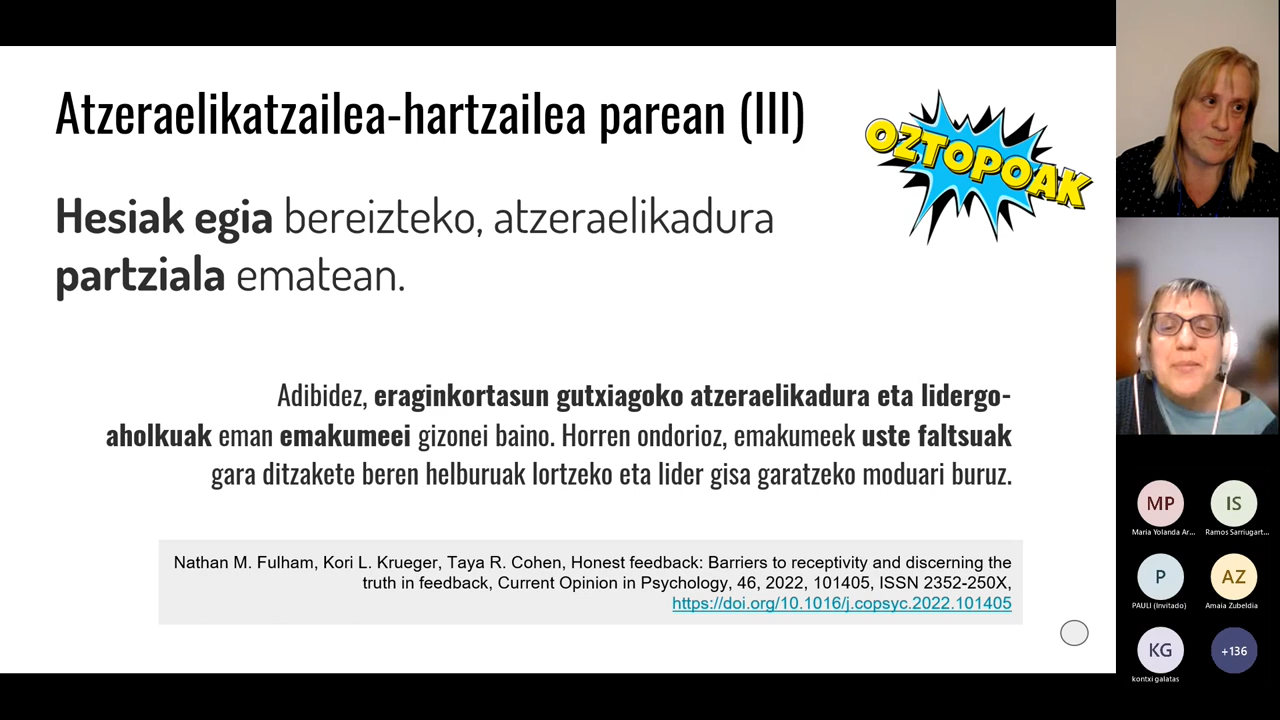 Atzeraelikatzailea-hartzailea parean (III)
OZTOPOAK
Hesiak egia bereizteko, atzeraelikadura
partziala ematean.
Adibidez, eraginkortasun gutxiagoko atzeraelikadura eta lidergo-
aholkuak eman emakumeei gizonei baino. Horren ondorioz, emakumeek uste faltsuak
gara ditzakete beren helburuak lortzeko eta lider gisa garatzeko moduari buruz.
Nathan M. Fulham, Kori L. Krueger, Taya R. Cohen, Honest feedback: Barriers to receptivity and discerning the
truth in feedback, Current Opinion in Psychology, 46, 2022, 101405, ISSN 2352-250X,
https://doi.org/10.1016/j.copsyc.2022.101405
MP
IS
Maria Yolanda Ar...
Ramos Sarriugart...
P
AZ
PAULI (Invitado)
Amaia Zubeldia
KG
+136
kontxi galatas